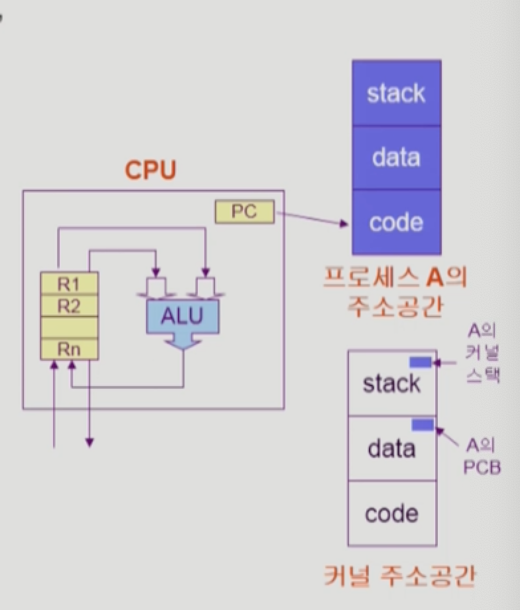 CPU
PC
R1
R2
Rn
ALU
stack
data
code
프로세스 A의
주소공간
stack
data
code
A의
커널
스택
A의
PCB
커널 주소공간